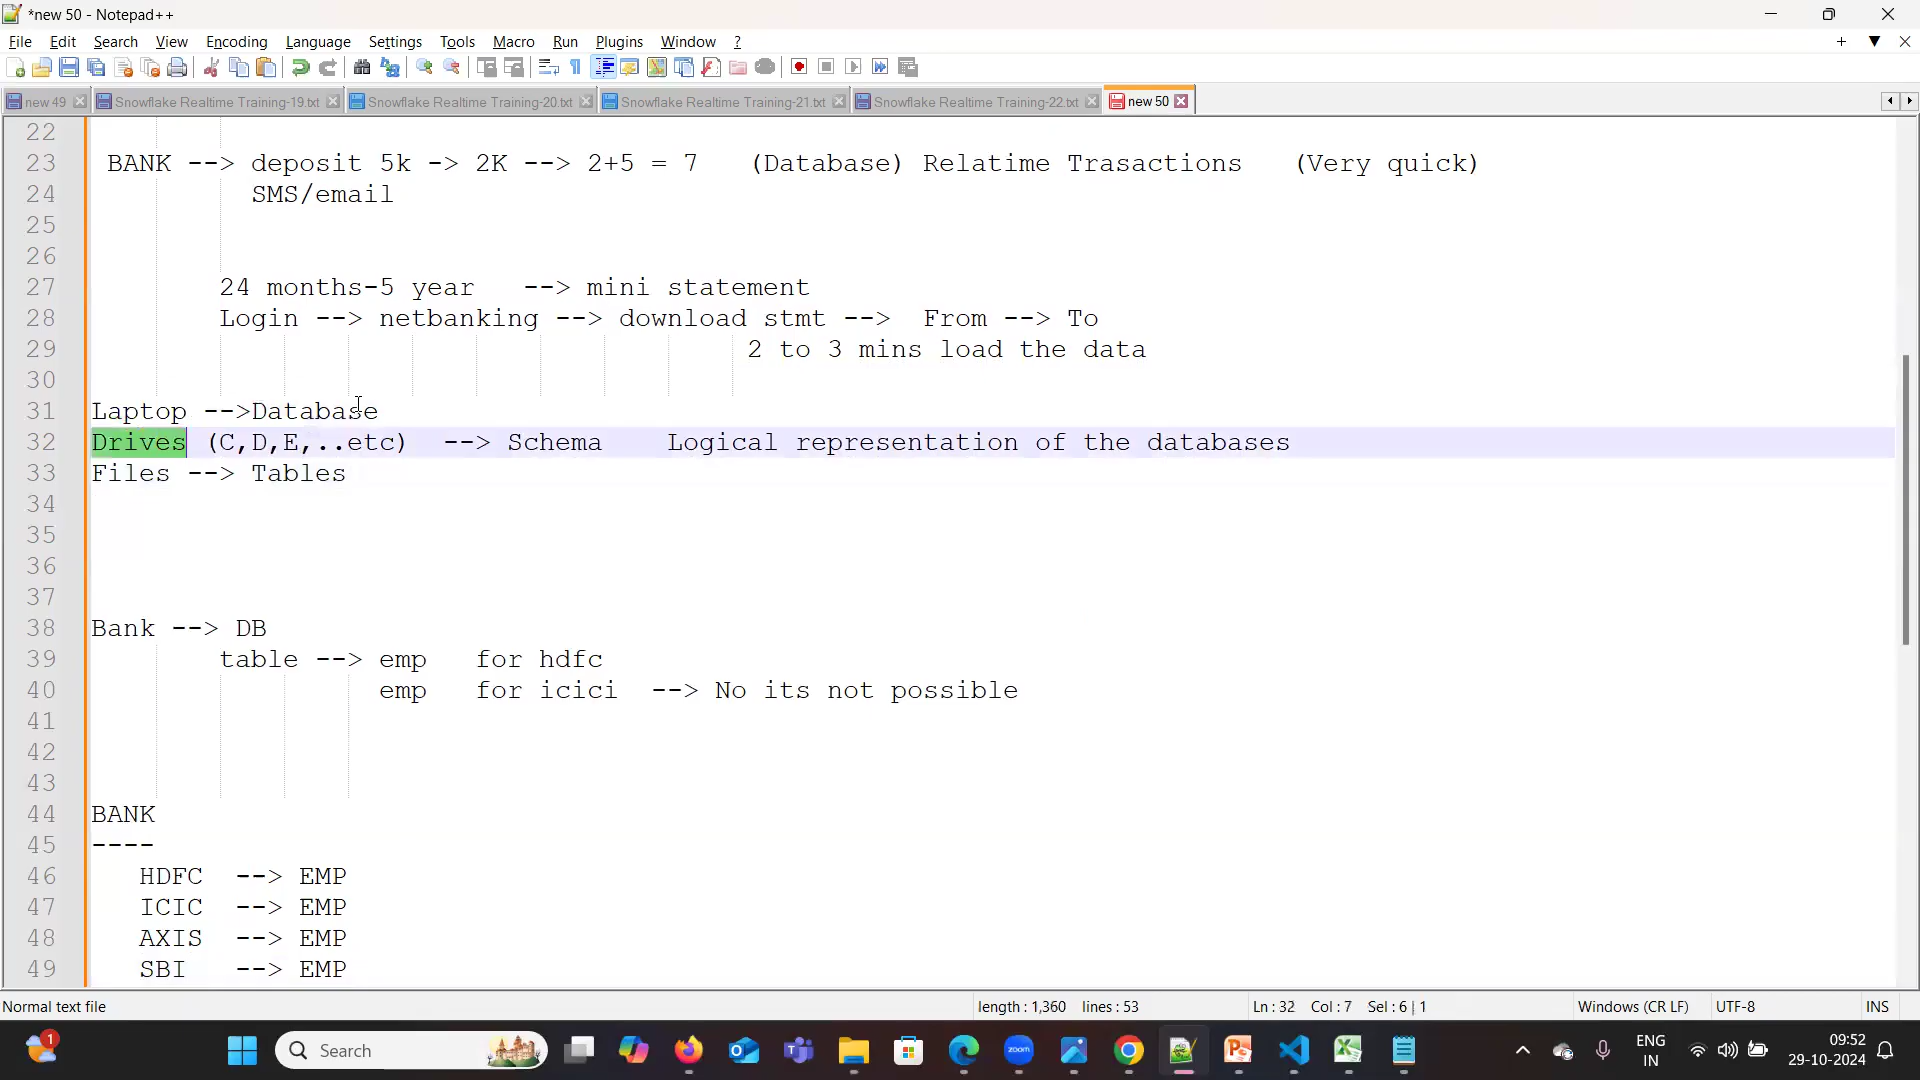 *new 50 - Notepad++
File Edit Search View Encoding Language Settings Tools Macro Run Plugins Window ?
new 49 Snowflake Realtime Training-19.txt Snowflake Realtime Training-20.txt Snowflake Realtime Training-21.txt Snowflake Realtime Training-22.txt new 50
22
23 BANK --> deposit 5k -> 2K --> 2+5 = 7 (Database) Relatime Trasactions (Very quick)
24 SMS/email
25
26
27 24 months-5 year --> mini statement
28 Login --> netbanking --> download stmt --> From --> To
29 2 to 3 mins load the data
30
31 Laptop -->Database
32 Drives (C,D,E,..etc) --> Schema Logical representation of the databases
33 Files --> Tables
34
35
36
37
38 Bank --> DB
39 table --> emp for hdfc
40 emp for icici --> No its not possible
41
42
43
44 BANK
45 ----
46 HDFC --> EMP
47 ICIC --> EMP
48 AXIS --> EMP
49 SBI --> EMP
Normal text file length : 1,360 lines : 53 Ln : 32 Col : 7 Sel : 6 | 1 Windows (CR LF) UTF-8 INS
1 Search zoom ENG IN 09:52 29-10-2024